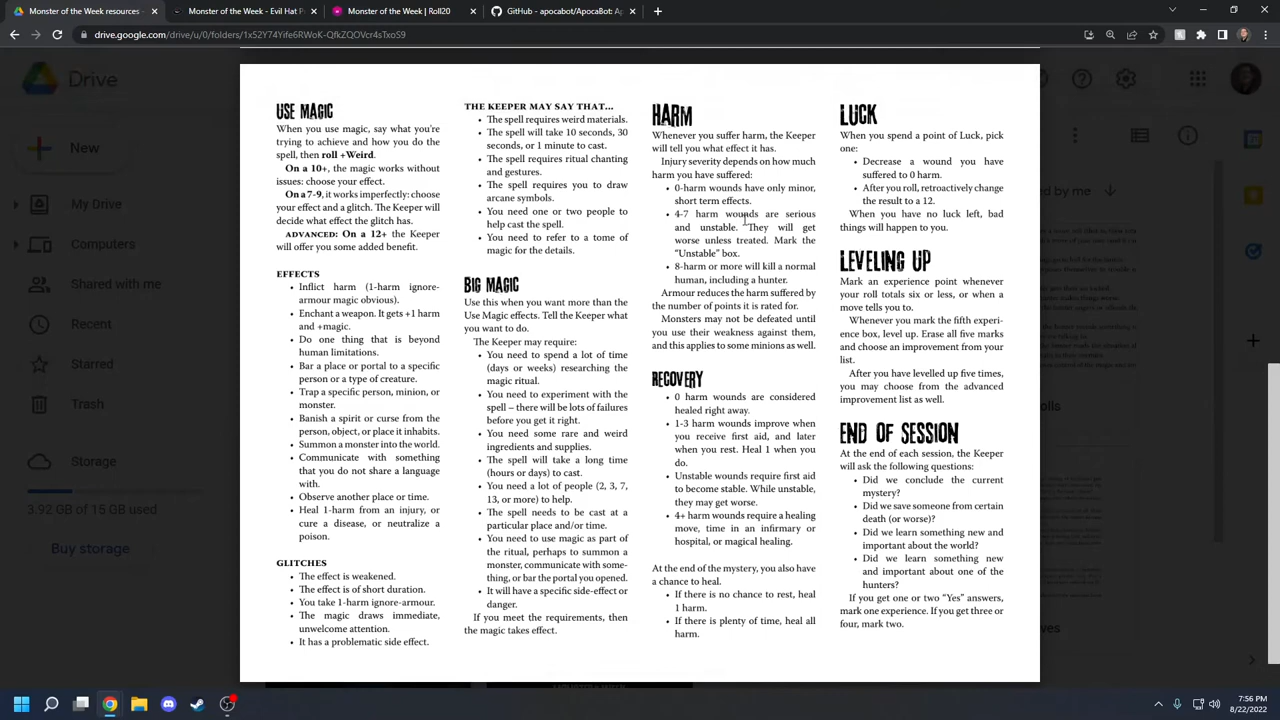 Materials
Monster of the Week | Roll20
GitHub - apocaboa/ApocaBot: Ap
drive.google.com/drive/u/0/folders/1x52Y74Yife6RWoK-QfkZQlOVcr4sTxoS9
New
My Drive
Computers
Shared with me
Recent
Starred
Trash
Storage
3.92 GB of 15 GB used
Buy storage
USE MAGIC
When you use magic, say what you're
trying to achieve and how you do the
spell, then roll +Weird.
On a 10+, the magic works without
issues: choose your effect.
On a 7-9, it works imperfectly: choose
your effect and a glitch. The Keeper will
decide what effect the glitch has.
ADVANCED: On a 12+ the Keeper
will offer you some added benefit.
EFFECTS
• Inflict harm (1-harm ignore-
armour magic obvious).
• Enchant a weapon. It gets +1 harm
and +magic.
• Do one thing that is beyond
human limitations.
• Bar a place or portal to a specific
person or a type of creature.
• Trap a specific person, minion, or
monster.
• Banish a spirit or curse from the
person, object, or place it inhabits.
• Summon a monster into the world.
• Communicate with something
that you do not share a language
with.
• Observe another place or time.
• Heal 1-harm from an injury, or
cure a disease, or neutralize a
poison.
GLITCHES
• The effect is weakened.
• The effect is of short duration.
• You take 1-harm ignore-armour.
• The magic draws immediate,
unwelcome attention.
• It has a problematic side effect.
THE KEEPER MAY SAY THAT...
• The spell requires weird materials.
• The spell will take 10 seconds, 30
seconds, or 1 minute to cast.
• The spell requires ritual chanting
and gestures.
• The spell requires you to draw
arcane symbols.
• You need one or two people to
help cast the spell.
• You need to refer to a tome of
magic for the details.
BIG MAGIC
Use this when you want more than the
Use Magic effects. Tell the Keeper what
you want to do.
The Keeper may require:
• You need to spend a lot of time
(days or weeks) researching the
magic ritual.
• You need to experiment with the
spell – there will be lots of failures
before you get it right.
• You need some rare and weird
ingredients and supplies.
• The spell will take a long time
(hours or days) to cast.
• You need a lot of people (2, 3, 7,
13, or more) to help.
• The spell needs to be cast at a
particular place and/or time.
• You need to use magic as part of
the ritual, perhaps to summon a
monster, communicate with some-
thing, or bar the portal you opened.
• It will have a specific side-effect or
danger.
If you meet the requirements, then
the magic takes effect.
HARM
Whenever you suffer harm, the Keeper
will tell you what effect it has.
Injury severity depends on how much
harm you have suffered:
• 0-harm wounds have only minor,
short term effects.
• 4-7 harm wounds are serious
and unstable. They will get
worse unless treated. Mark the
“Unstable” box.
• 8-harm or more will kill a normal
human, including a hunter.
Armour reduces the harm suffered by
the number of points it is rated for.
Monsters may not be defeated until
you use their weakness against them,
and this applies to some minions as well.
RECOVERY
• 0 harm wounds are considered
healed right away.
• 1-3 harm wounds improve when
you receive first aid, and later
when you rest. Heal 1 when you
do.
• Unstable wounds require first aid
to become stable. While unstable,
they may get worse.
• 4+ harm wounds require a healing
move, time in an infirmary or
hospital, or magical healing.
At the end of the mystery, you also have
a chance to heal.
• If there is no chance to rest, heal
1 harm.
• If there is plenty of time, heal all
harm.
LUCK
When you spend a point of Luck, pick
one:
• Decrease a wound you have
suffered to 0 harm.
• After you roll, retroactively change
the result to a 12.
When you have no luck left, bad
things will happen to you.
LEVELING UP
Mark an experience point whenever
your roll totals six or less, or when a
move tells you to.
Whenever you mark the fifth experi-
ence box, level up. Erase all five marks
and choose an improvement from your
list.
After you have levelled up five times,
you may choose from the advanced
improvement list as well.
END OF SESSION
At the end of each session, the Keeper
will ask the following questions:
• Did we conclude the current
mystery?
• Did we save someone from certain
death (or worse)?
• Did we learn something new and
important about the world?
• Did we learn something new
and important about one of the
hunters?
If you get one or two “Yes” answers,
mark one experience. If you get three or
four, mark two.
7:56 PM
8/22/2022